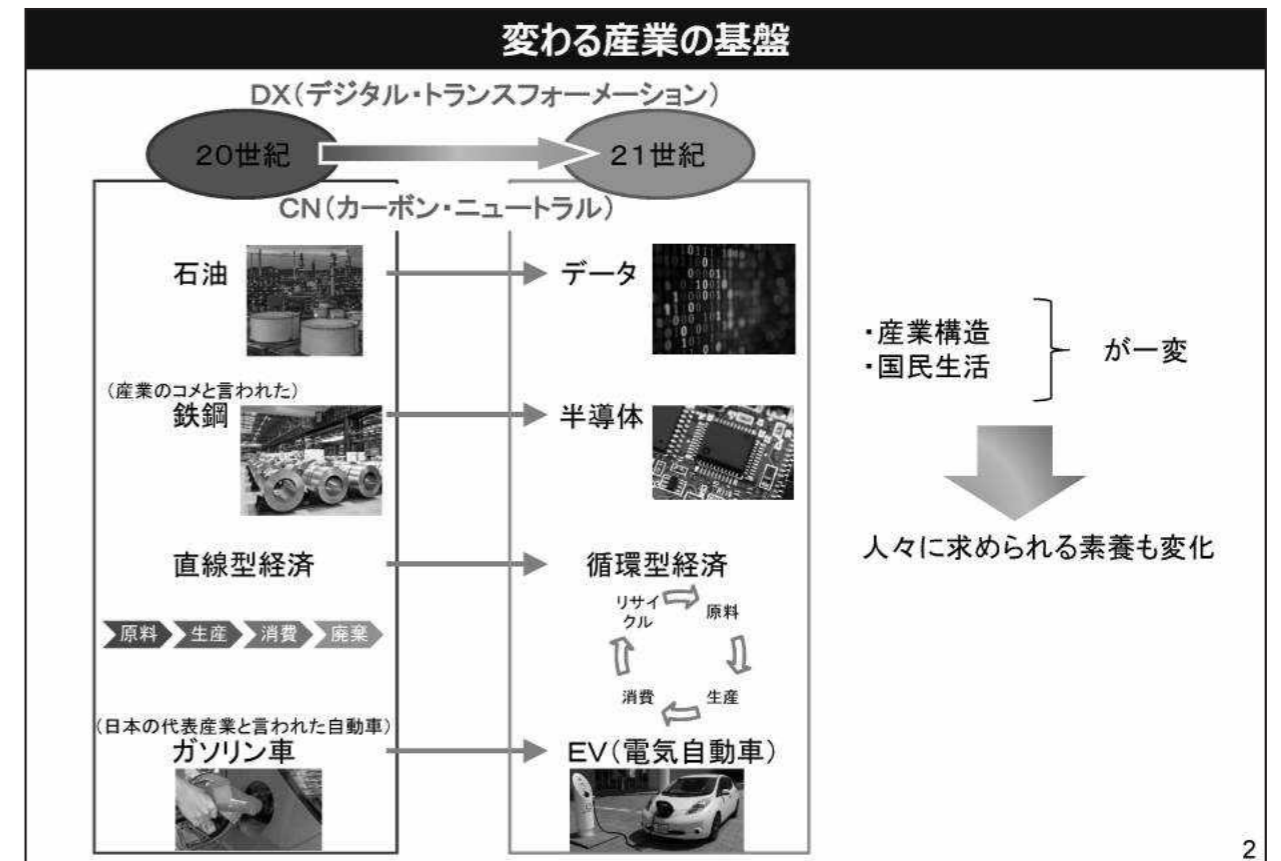 変わる産業の基盤
DX(デジタル・トランスフォーメーション)
20世紀
21世紀
CN(カーボン・ニュートラル)
石油
データ
(産業のコメと言われた)
鉄鋼
半導体
直線型経済
循環型経済
原料
生産
消費
廃棄
リサイ
クル
原料
生産
消費
(日本の代表産業と言われた自動車)
ガソリン車
EV(電気自動車)
・産業構造
・国民生活
が一変
人々に求められる素養も変化
2